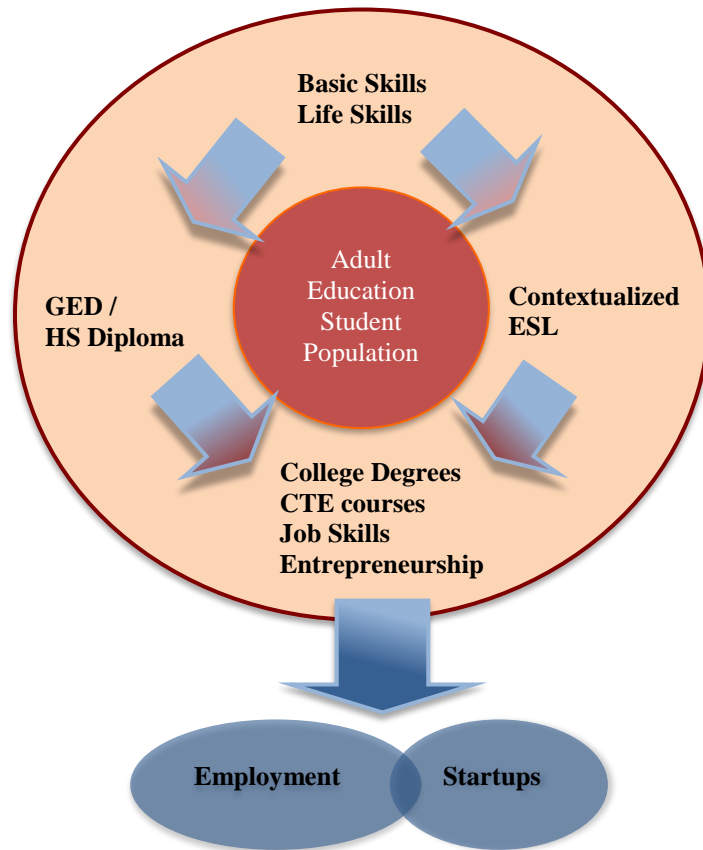 Basic Skills
Life Skills
Adult
Education
Student
Population
GED /
HS Diploma
Contextualized
ESL
College Degrees
CTE courses
Job Skills
Entrepreneurship
Employment
Startups